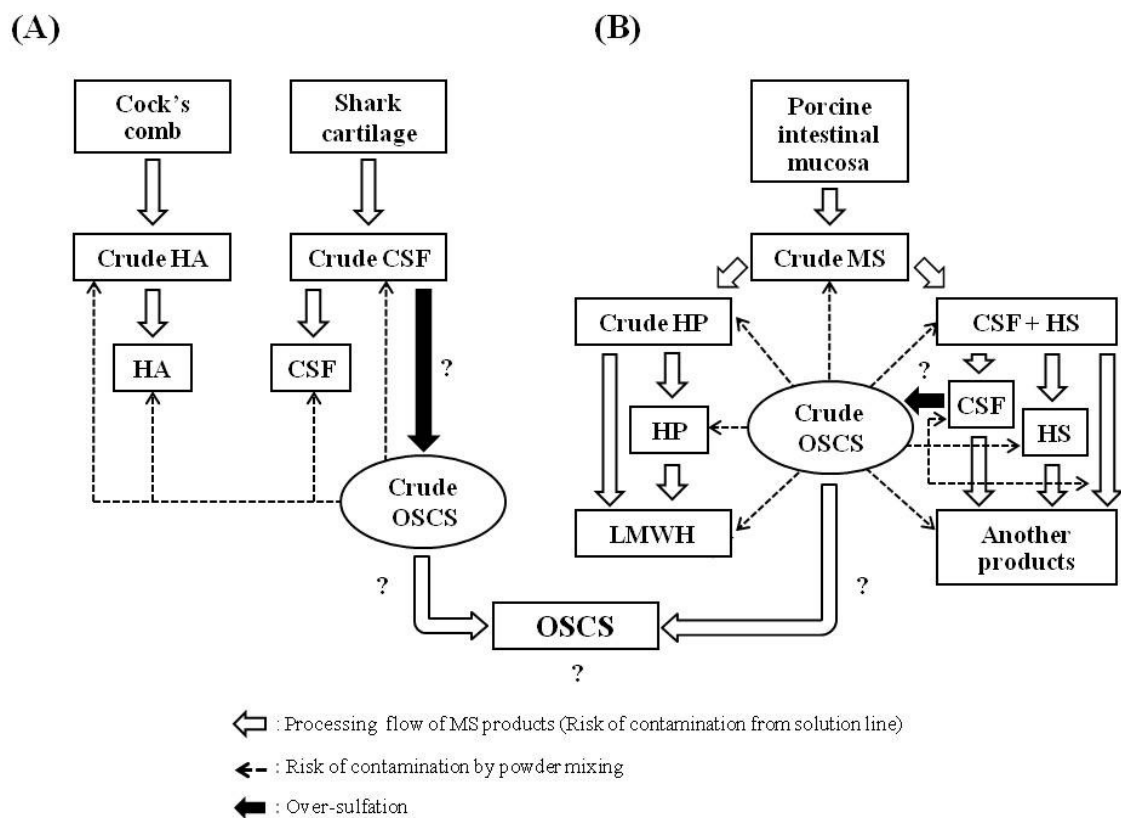 (A)
(B)
Cock's
comb
Shark
cartilage
Porcine
intestinal
mucosa
Crude HA
Crude CSF
Crude MS
HA
CSF
?
Crude HP
CSF + HS
?
HP
Crude
OSCS
CSF
HS
Crude
OSCS
LMWH
Another
products
?
?
OSCS
?
: Processing flow of MS products (Risk of contamination from solution line)
: Risk of contamination by powder mixing
: Over-sulfation